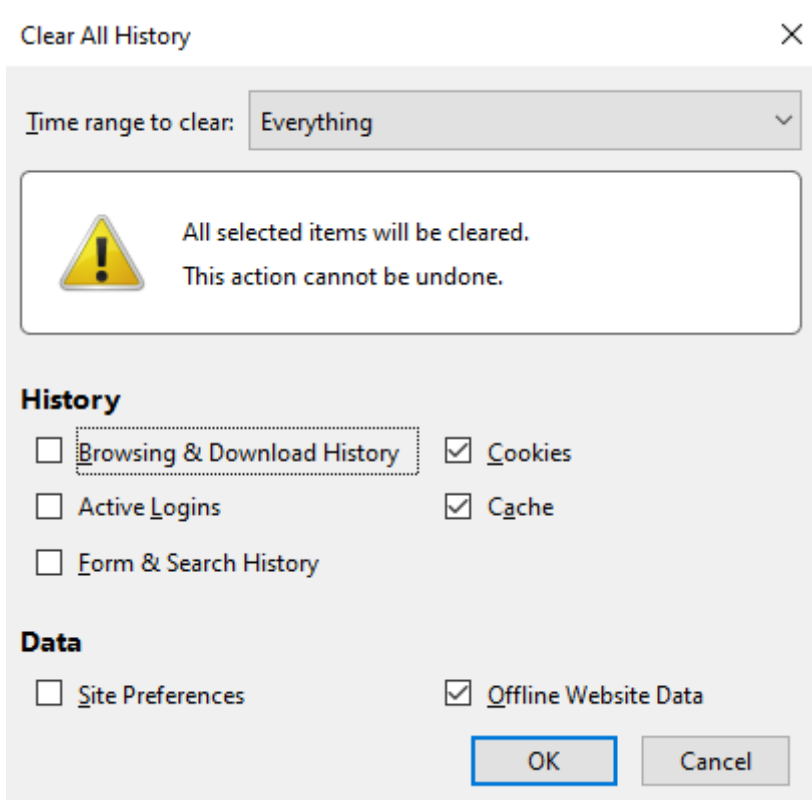 Clear All History
Time range to clear: Everything
All selected items will be cleared.
This action cannot be undone.
History
Browsing & Download History Cookies
Active Logins Cache
Form & Search History
Data
Site Preferences Offline Website Data
OK Cancel